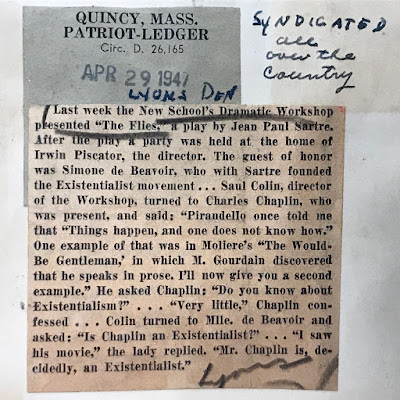 QUINCY, MASS.
PATRIOT-LEDGER
Circ. D. 26,165
APR 29 1947
LYONS DEN
SYNDICATED
all
over the
country
Last week the New School's Dramatic Workshop
presented "The Flies," a play by Jean Paul Sartre.
After the play a party was held at the home of
Irwin Piscator, the director. The guest of honor
was Simone de Beavoir, who with Sartre founded
the Existentialist movement . . . Saul Colin, director
of the Workshop, turned to Charles Chaplin, who
was present, and said: "Pirandello once told me
that "Things happen, and one does not know how."
One example of that was in Moliere's "The Would-
Be Gentleman,' in which M. Gourdain discovered
that he speaks in prose. I'll now give you a second
example." He asked Chaplin: "Do you know about
Existentialism?" . . . "Very little," Chaplin con-
fessed . . . Colin turned to Mlle. de Beavoir and
asked: "Is Chaplin an Existentialist?" . . . "I saw
his movie," the lady replied. "Mr. Chaplin is, de-
cidedly, an Existentialist."
Lyons